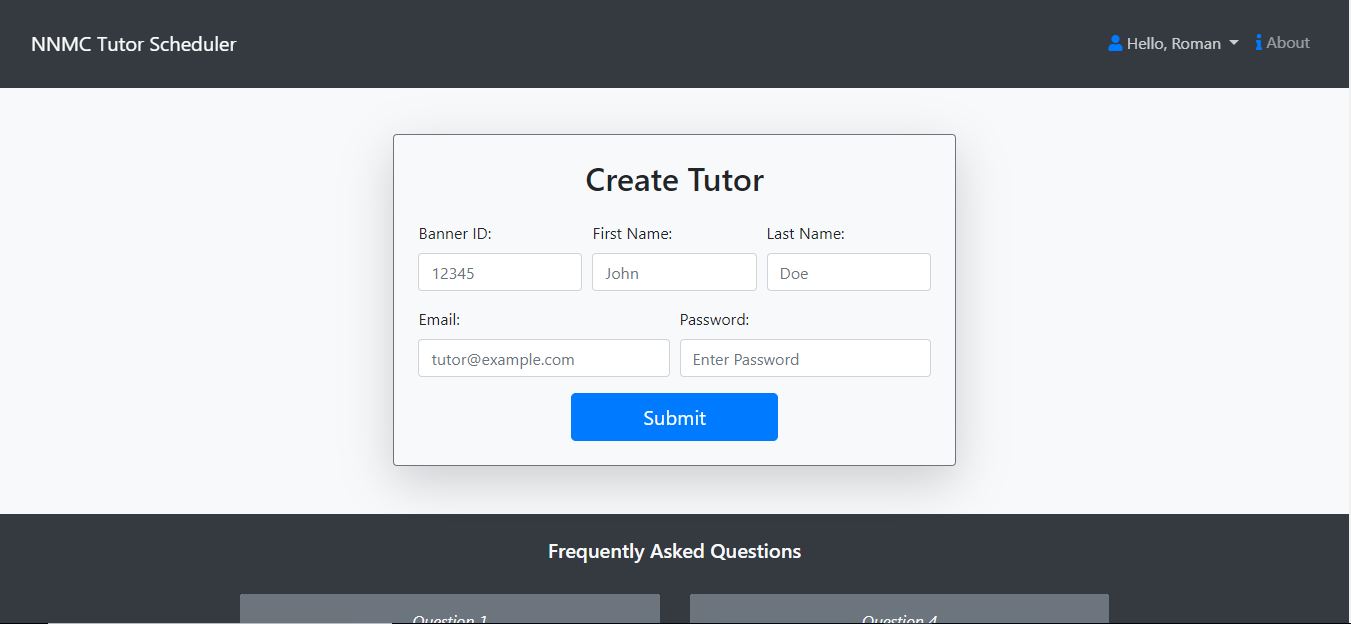 NNMC Tutor Scheduler
Hello, Roman
About
Create Tutor
Banner ID: First Name: Last Name:
12345 John Doe
Email: Password:
tutor@example.com Enter Password
Submit
Frequently Asked Questions
Question 1 Question 4